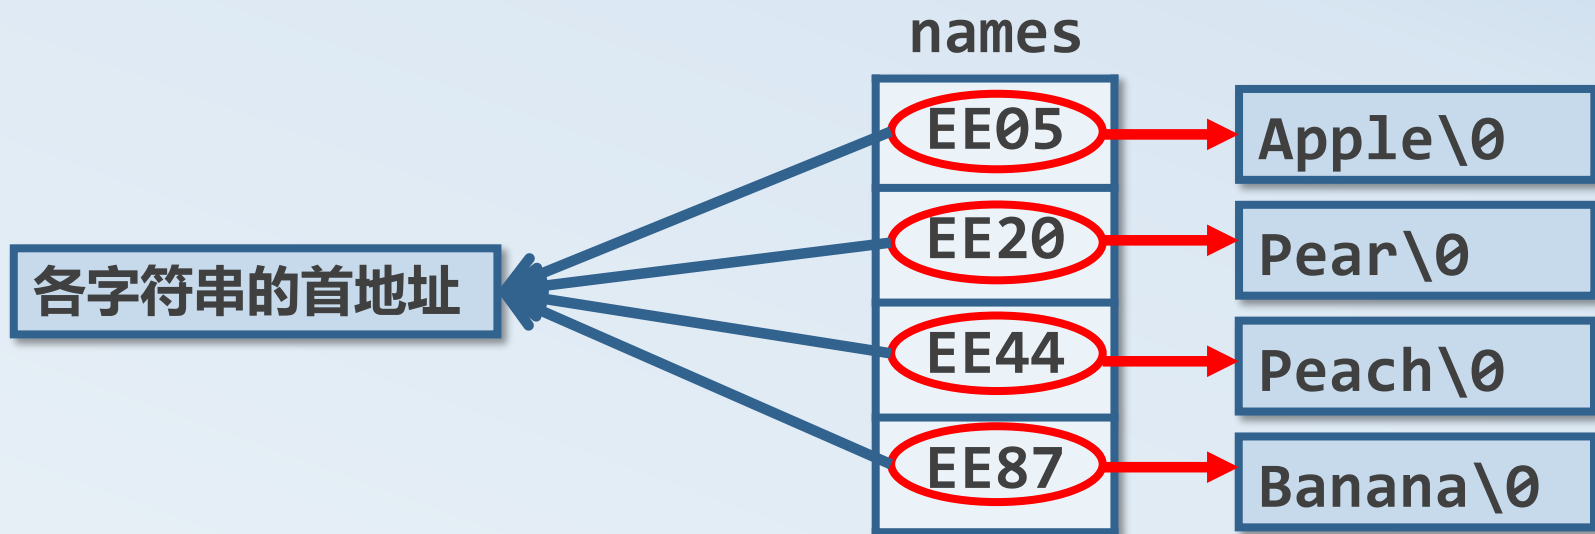 names
EE05
Apple\0
EE20
Pear\0
各字符串的首地址
EE44
Peach\0
EE87
Banana\0